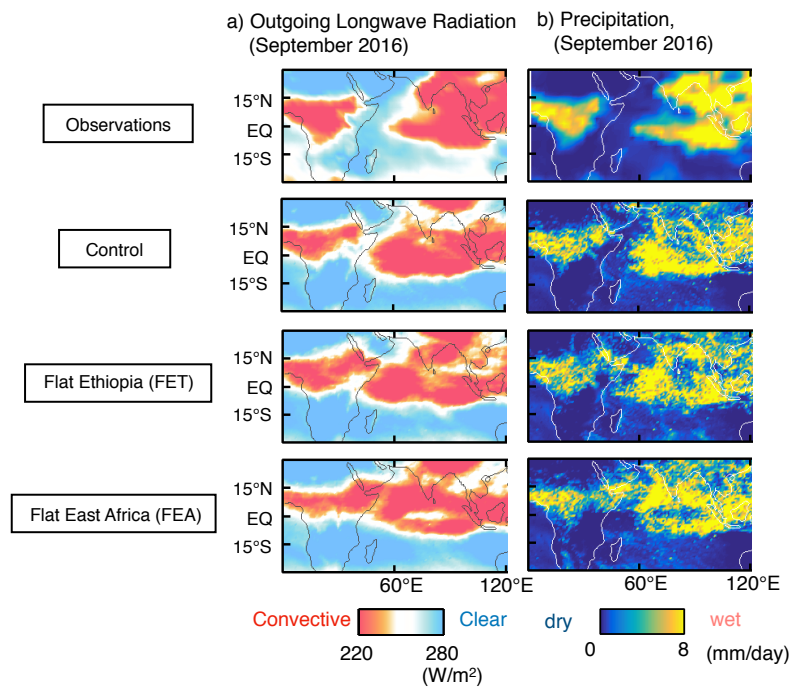 a) Outgoing Longwave Radiation
(September 2016)
b) Precipitation,
(September 2016)
Observations
15°N
EQ
15°S
Control
15°N
EQ
15°S
Flat Ethiopia (FET)
15°N
EQ
15°S
Flat East Africa (FEA)
15°N
EQ
15°S
60°E
120°E
60°E
120°E
Convective
Clear
220
280
(W/m²)
dry
wet
0
8
(mm/day)